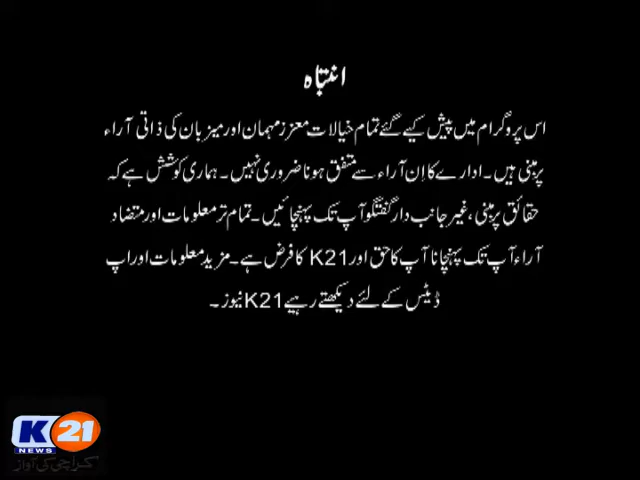 انتباہ
اس پروگرام میں پیش کیے گئے تمام خیالات معزز مہمان اور میزبان کی ذاتی آراء
پر مبنی ہیں۔ ادارے کا اِن آراء سے متفق ہونا ضروری نہیں۔ ہماری کوشش ہے کہ
حقائق پر مبنی، غیر جانب دار گفتگو آپ تک پہنچائیں۔ تمام تر معلومات اور متضاد
آراء آپ تک پہنچانا آپ کا حق اور K21 کا فرض ہے۔ مزید معلومات اور اپ
ڈیٹس کے لئے دیکھتے رہیے K21 نیوز۔
K21
NEWS
کراچی کی آواز